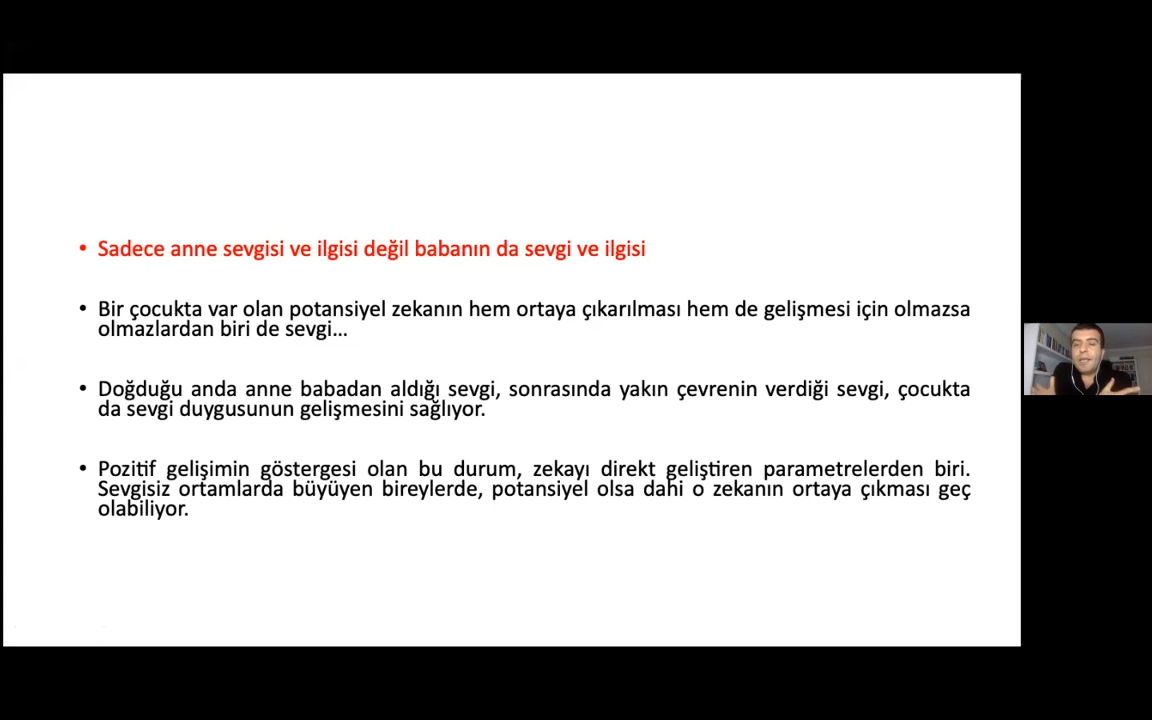 • Sadece anne sevgisi ve ilgisi değil babanın da sevgi ve ilgisi
• Bir çocukta var olan potansiyel zekanın hem ortaya çıkarılması hem de gelişmesi için olmazsa
olmazlardan biri de sevgi...
• Doğduğu anda anne babadan aldığı sevgi, sonrasında yakın çevrenin verdiği sevgi, çocukta
da sevgi duygusunun gelişmesini sağlıyor.
• Pozitif gelişimin göstergesi olan bu durum, zekayı direkt geliştiren parametrelerden biri.
Sevgisiz ortamlarda büyüyen bireylerde, potansiyel olsa dahi o zekanın ortaya çıkması geç
olabiliyor.